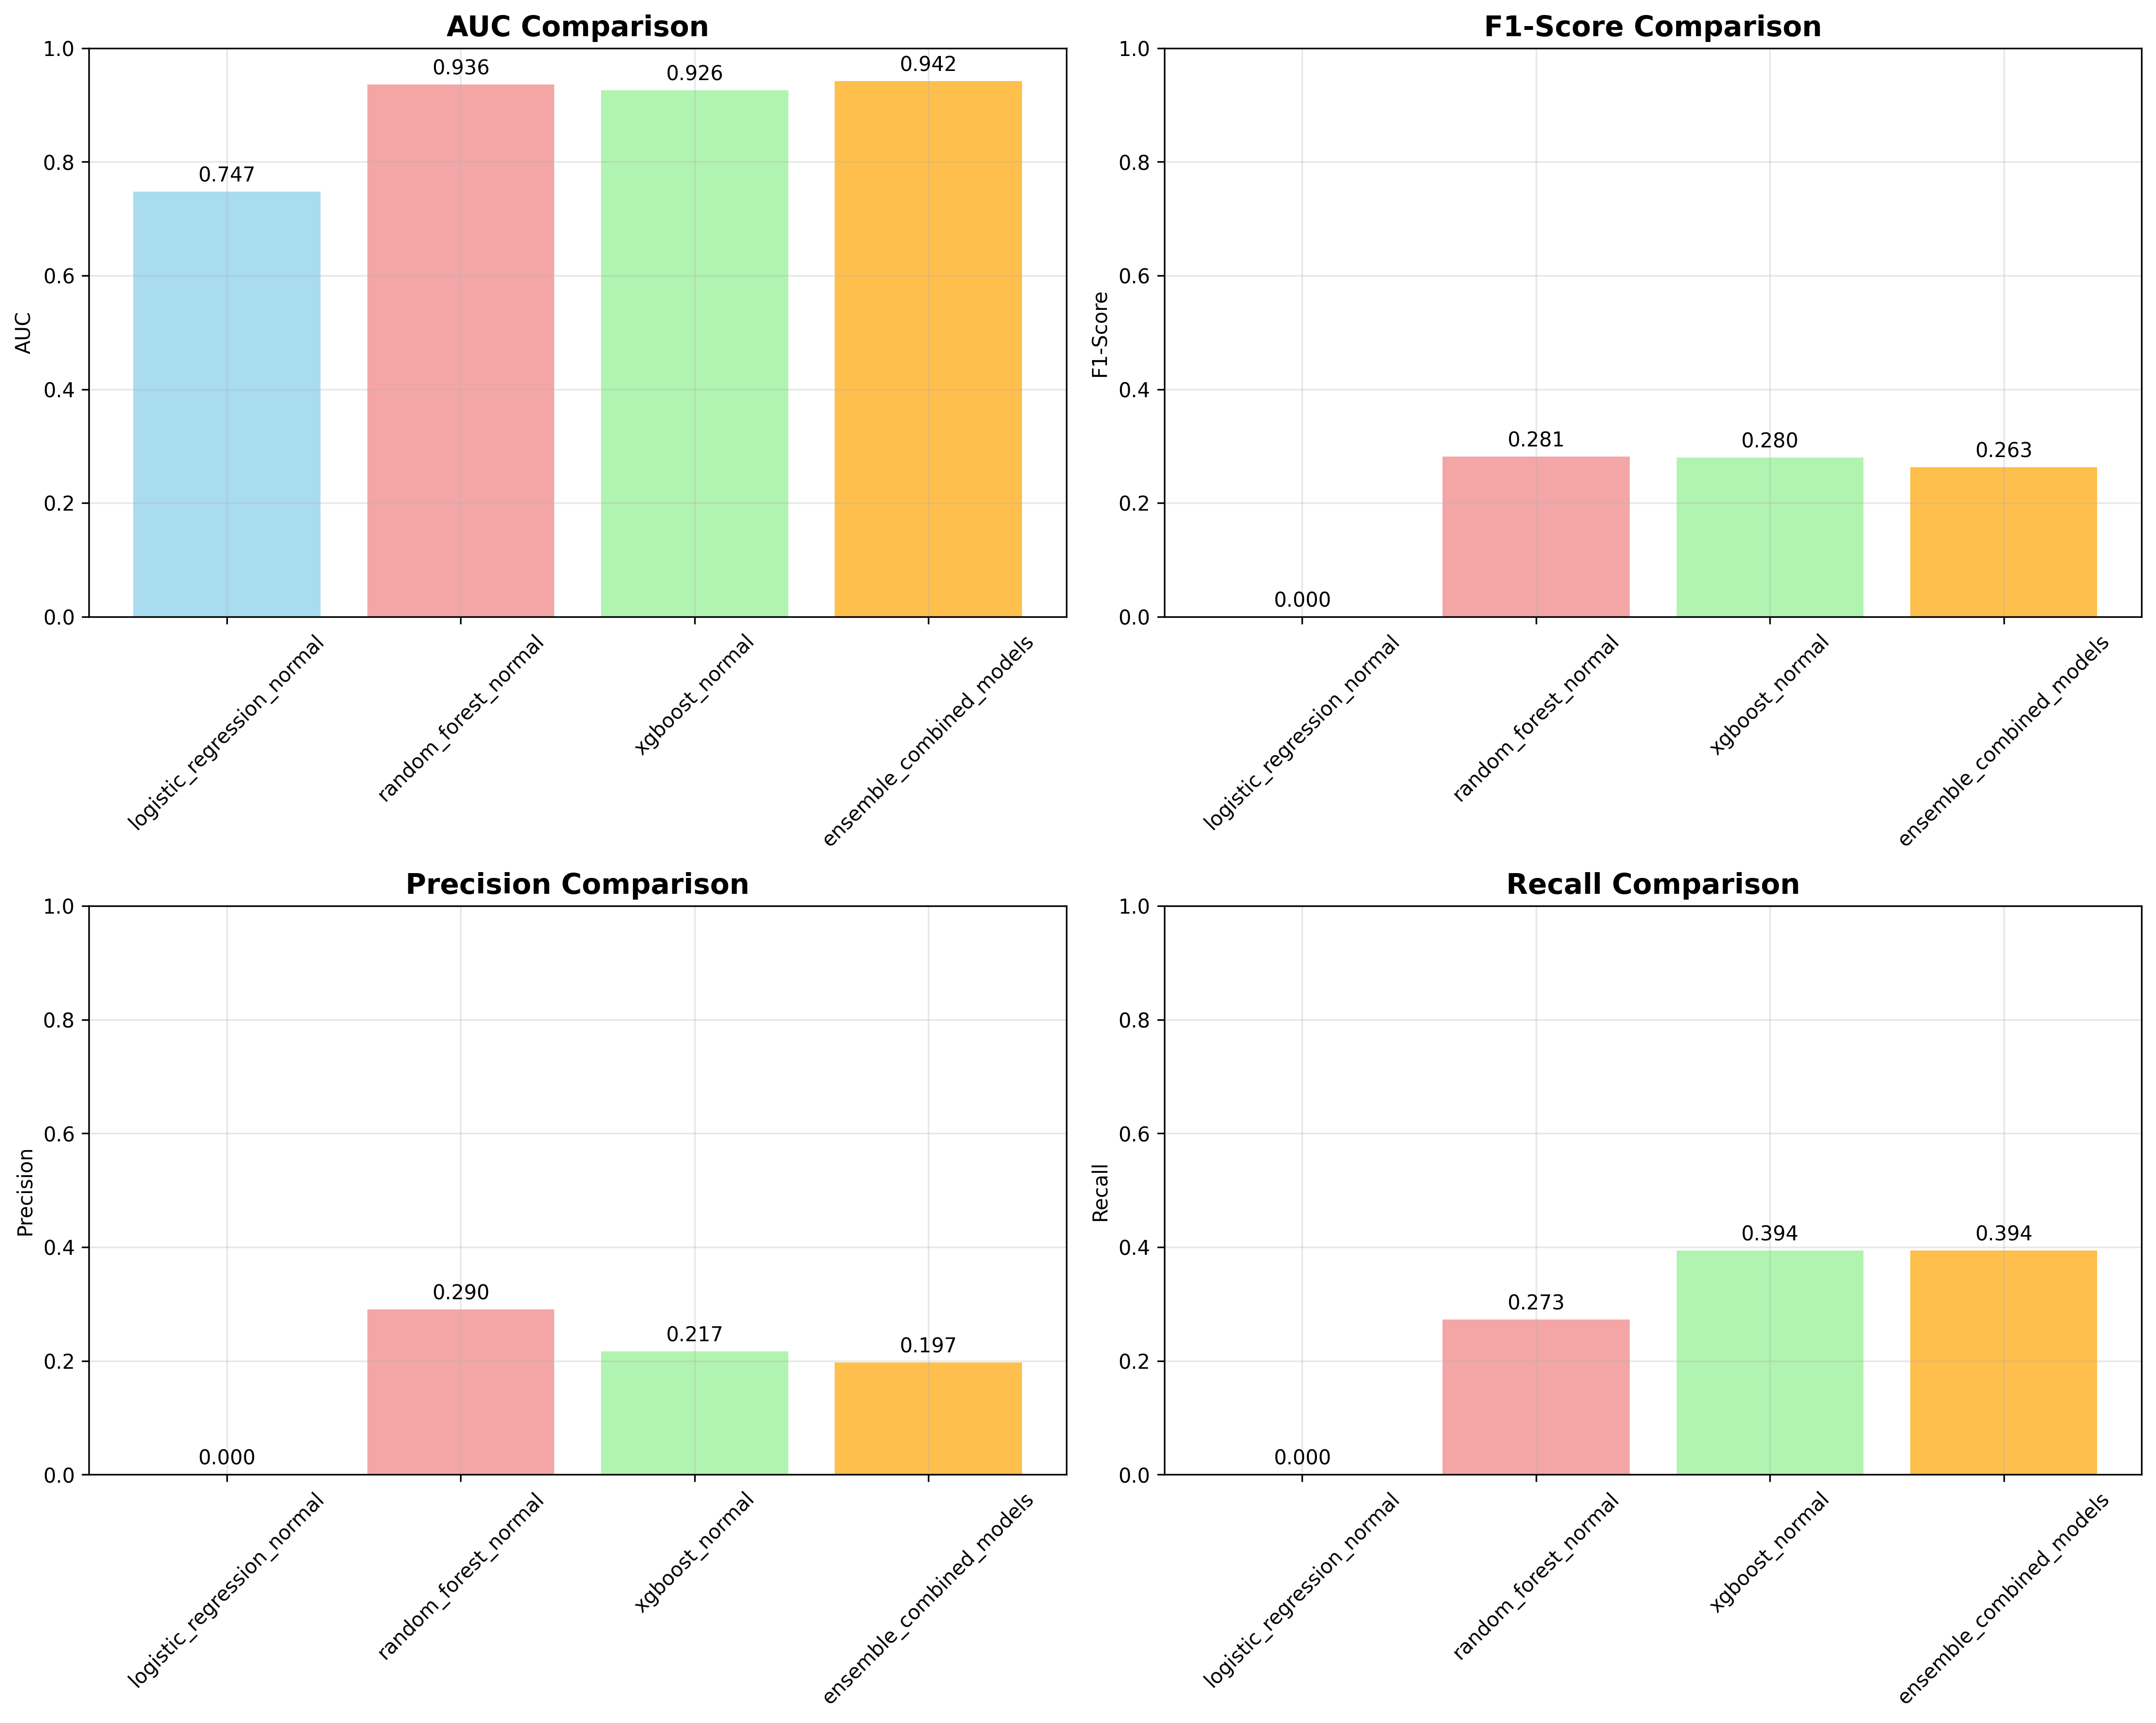 AUC Comparison
1.0
0.8
0.6
0.4
0.2
0.0
AUC
0.747
0.936
0.926
0.942
logistic_regression_normal
random_forest_normal
xgboost_normal
ensemble_combined_models
F1-Score Comparison
1.0
0.8
0.6
0.4
0.2
0.0
F1-Score
0.000
0.281
0.280
0.263
logistic_regression_normal
random_forest_normal
xgboost_normal
ensemble_combined_models
Precision Comparison
1.0
0.8
0.6
0.4
0.2
0.0
Precision
0.000
0.290
0.217
0.197
logistic_regression_normal
random_forest_normal
xgboost_normal
ensemble_combined_models
Recall Comparison
1.0
0.8
0.6
0.4
0.2
0.0
Recall
0.000
0.273
0.394
0.394
logistic_regression_normal
random_forest_normal
xgboost_normal
ensemble_combined_models